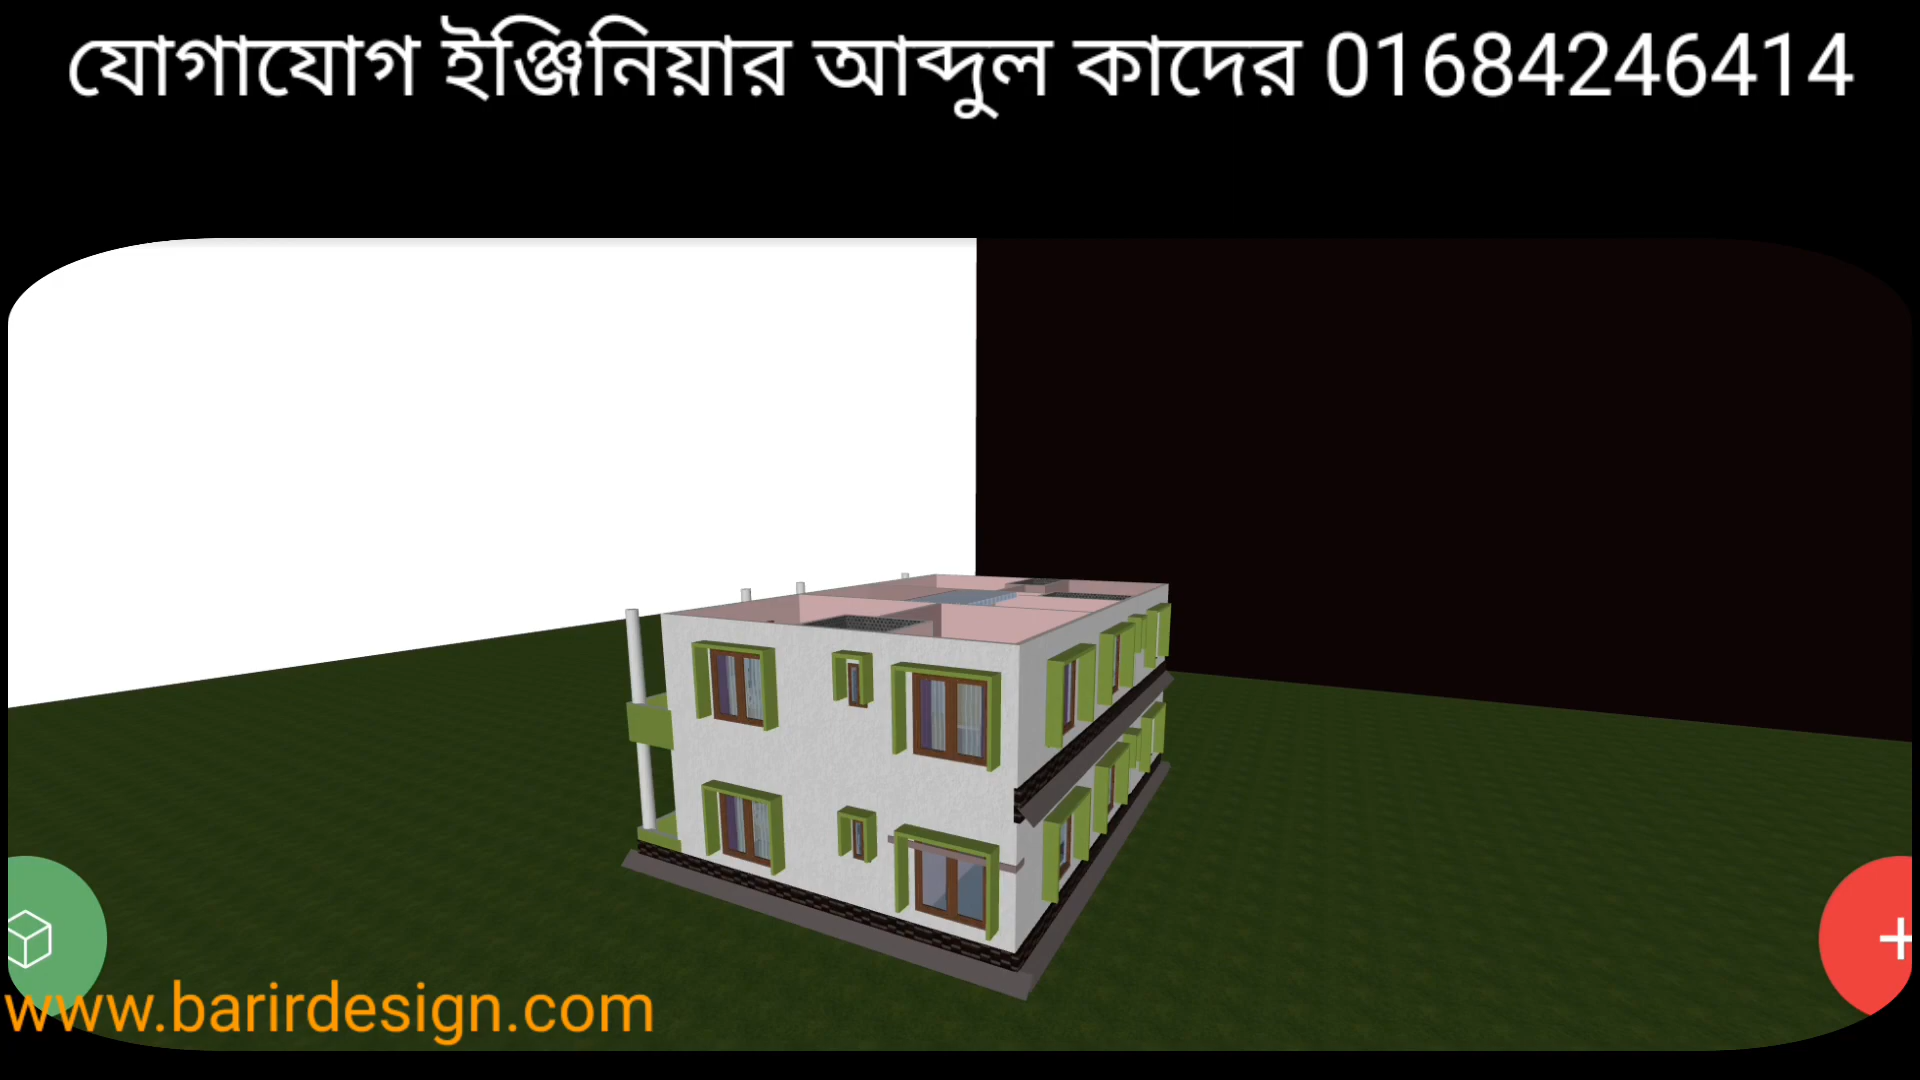 যোগাযোগ ইঞ্জিনিয়ার আব্দুল কাদের 01684246414
www.barirdesign.com